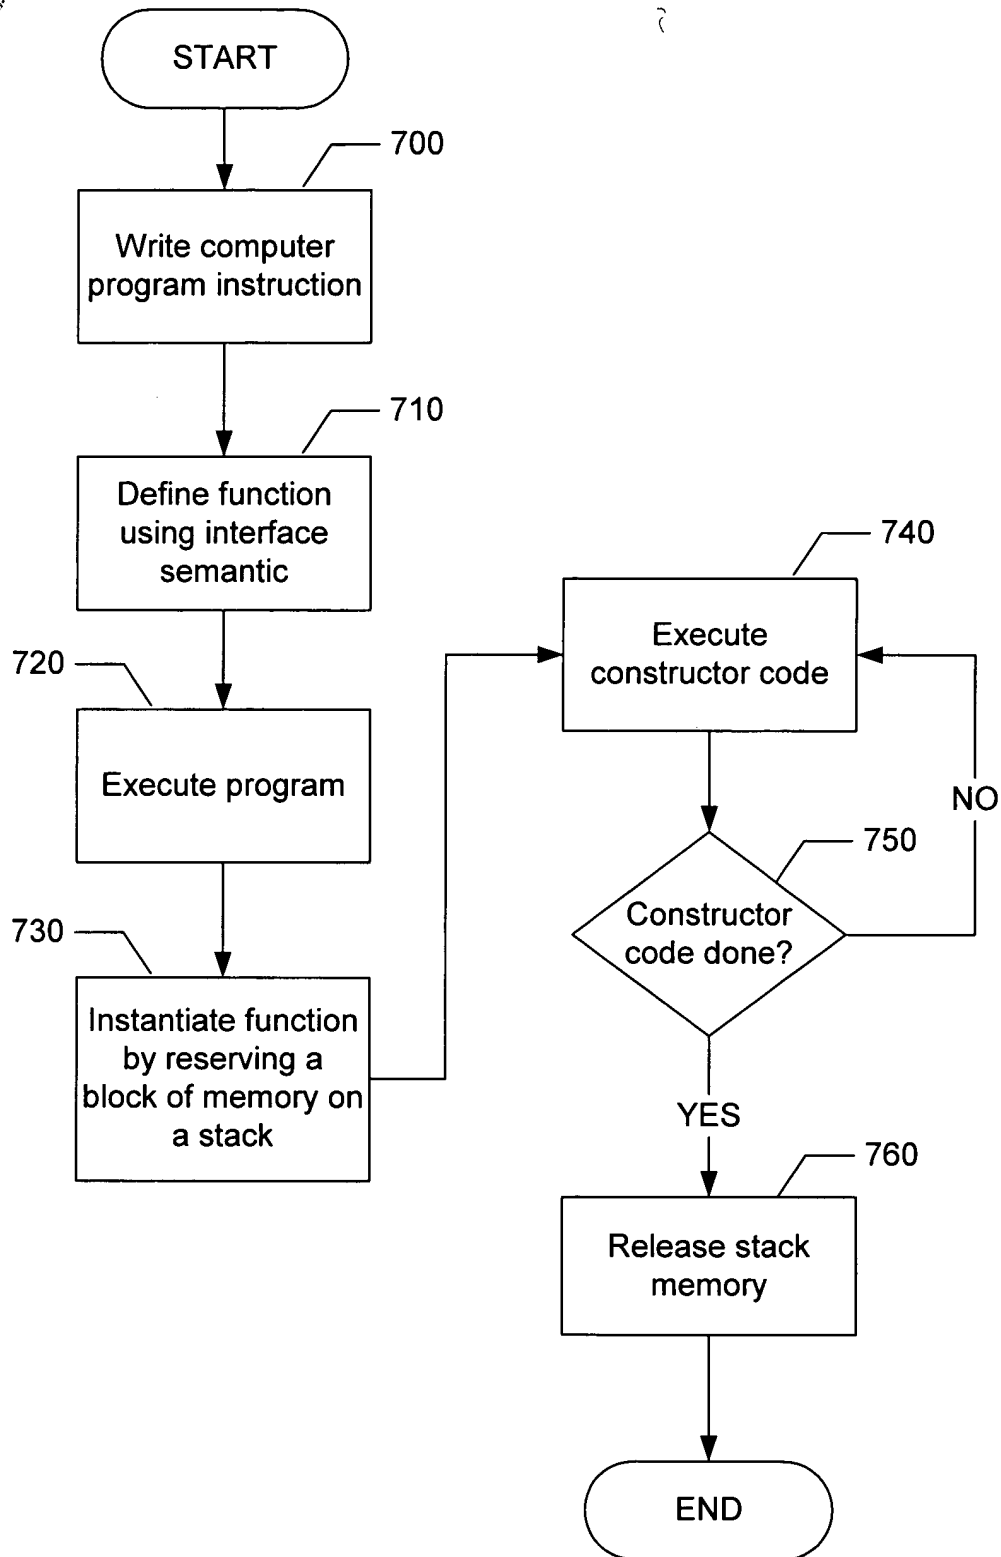 START
700
Write computer
program instruction
710
Define function
using interface
semantic
720
Execute program
730
Instantiate function
by reserving a
block of memory on
a stack
740
Execute
constructor code
NO
750
Constructor
code done?
YES
760
Release stack
memory
END